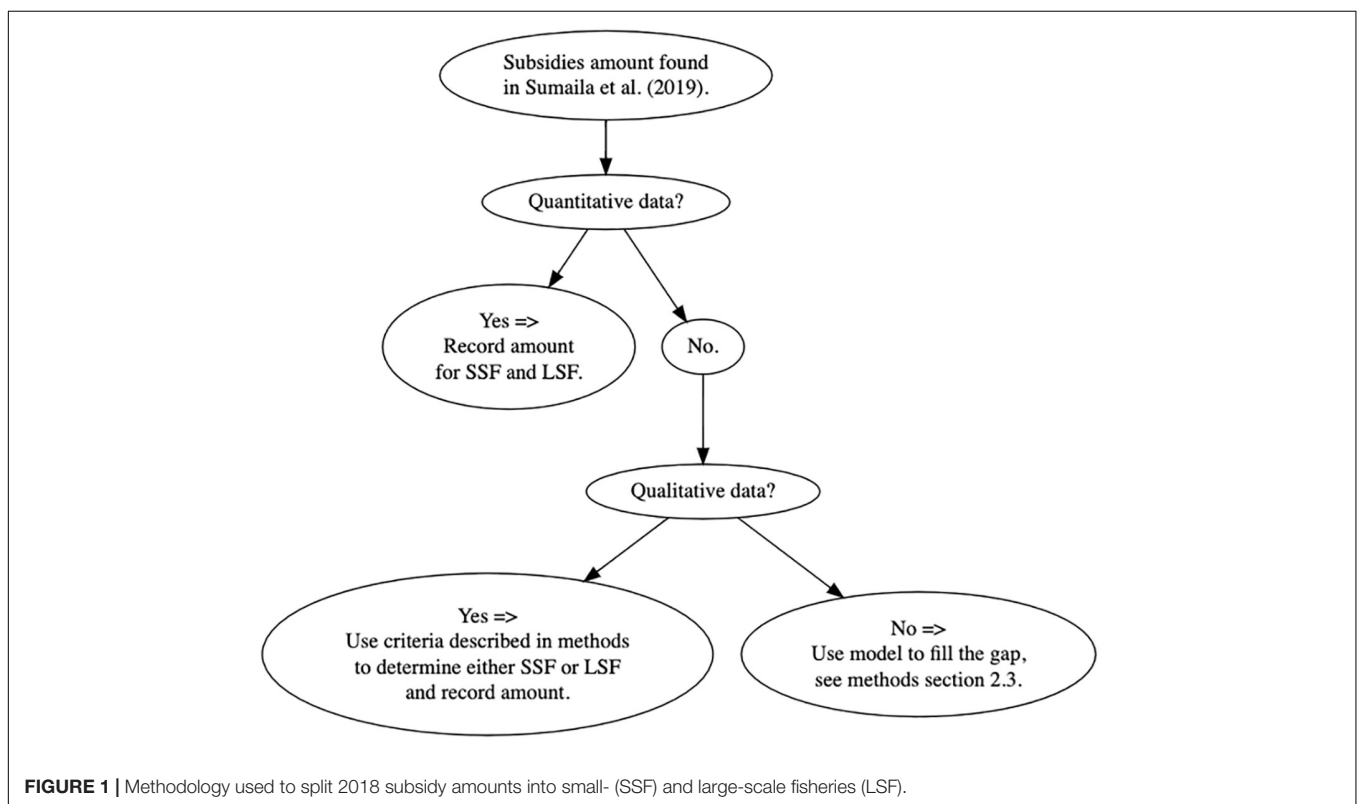 Subsidies amount found
in Sumaila et al. (2019).
Quantitative data?
Yes =>
Record amount
for SSF and LSF.
No.
Qualitative data?
Yes =>
Use criteria described in methods
to determine either SSF or LSF
and record amount.
No =>
Use model to fill the gap,
see methods section 2.3.
FIGURE 1 | Methodology used to split 2018 subsidy amounts into small- (SSF) and large-scale fisheries (LSF).